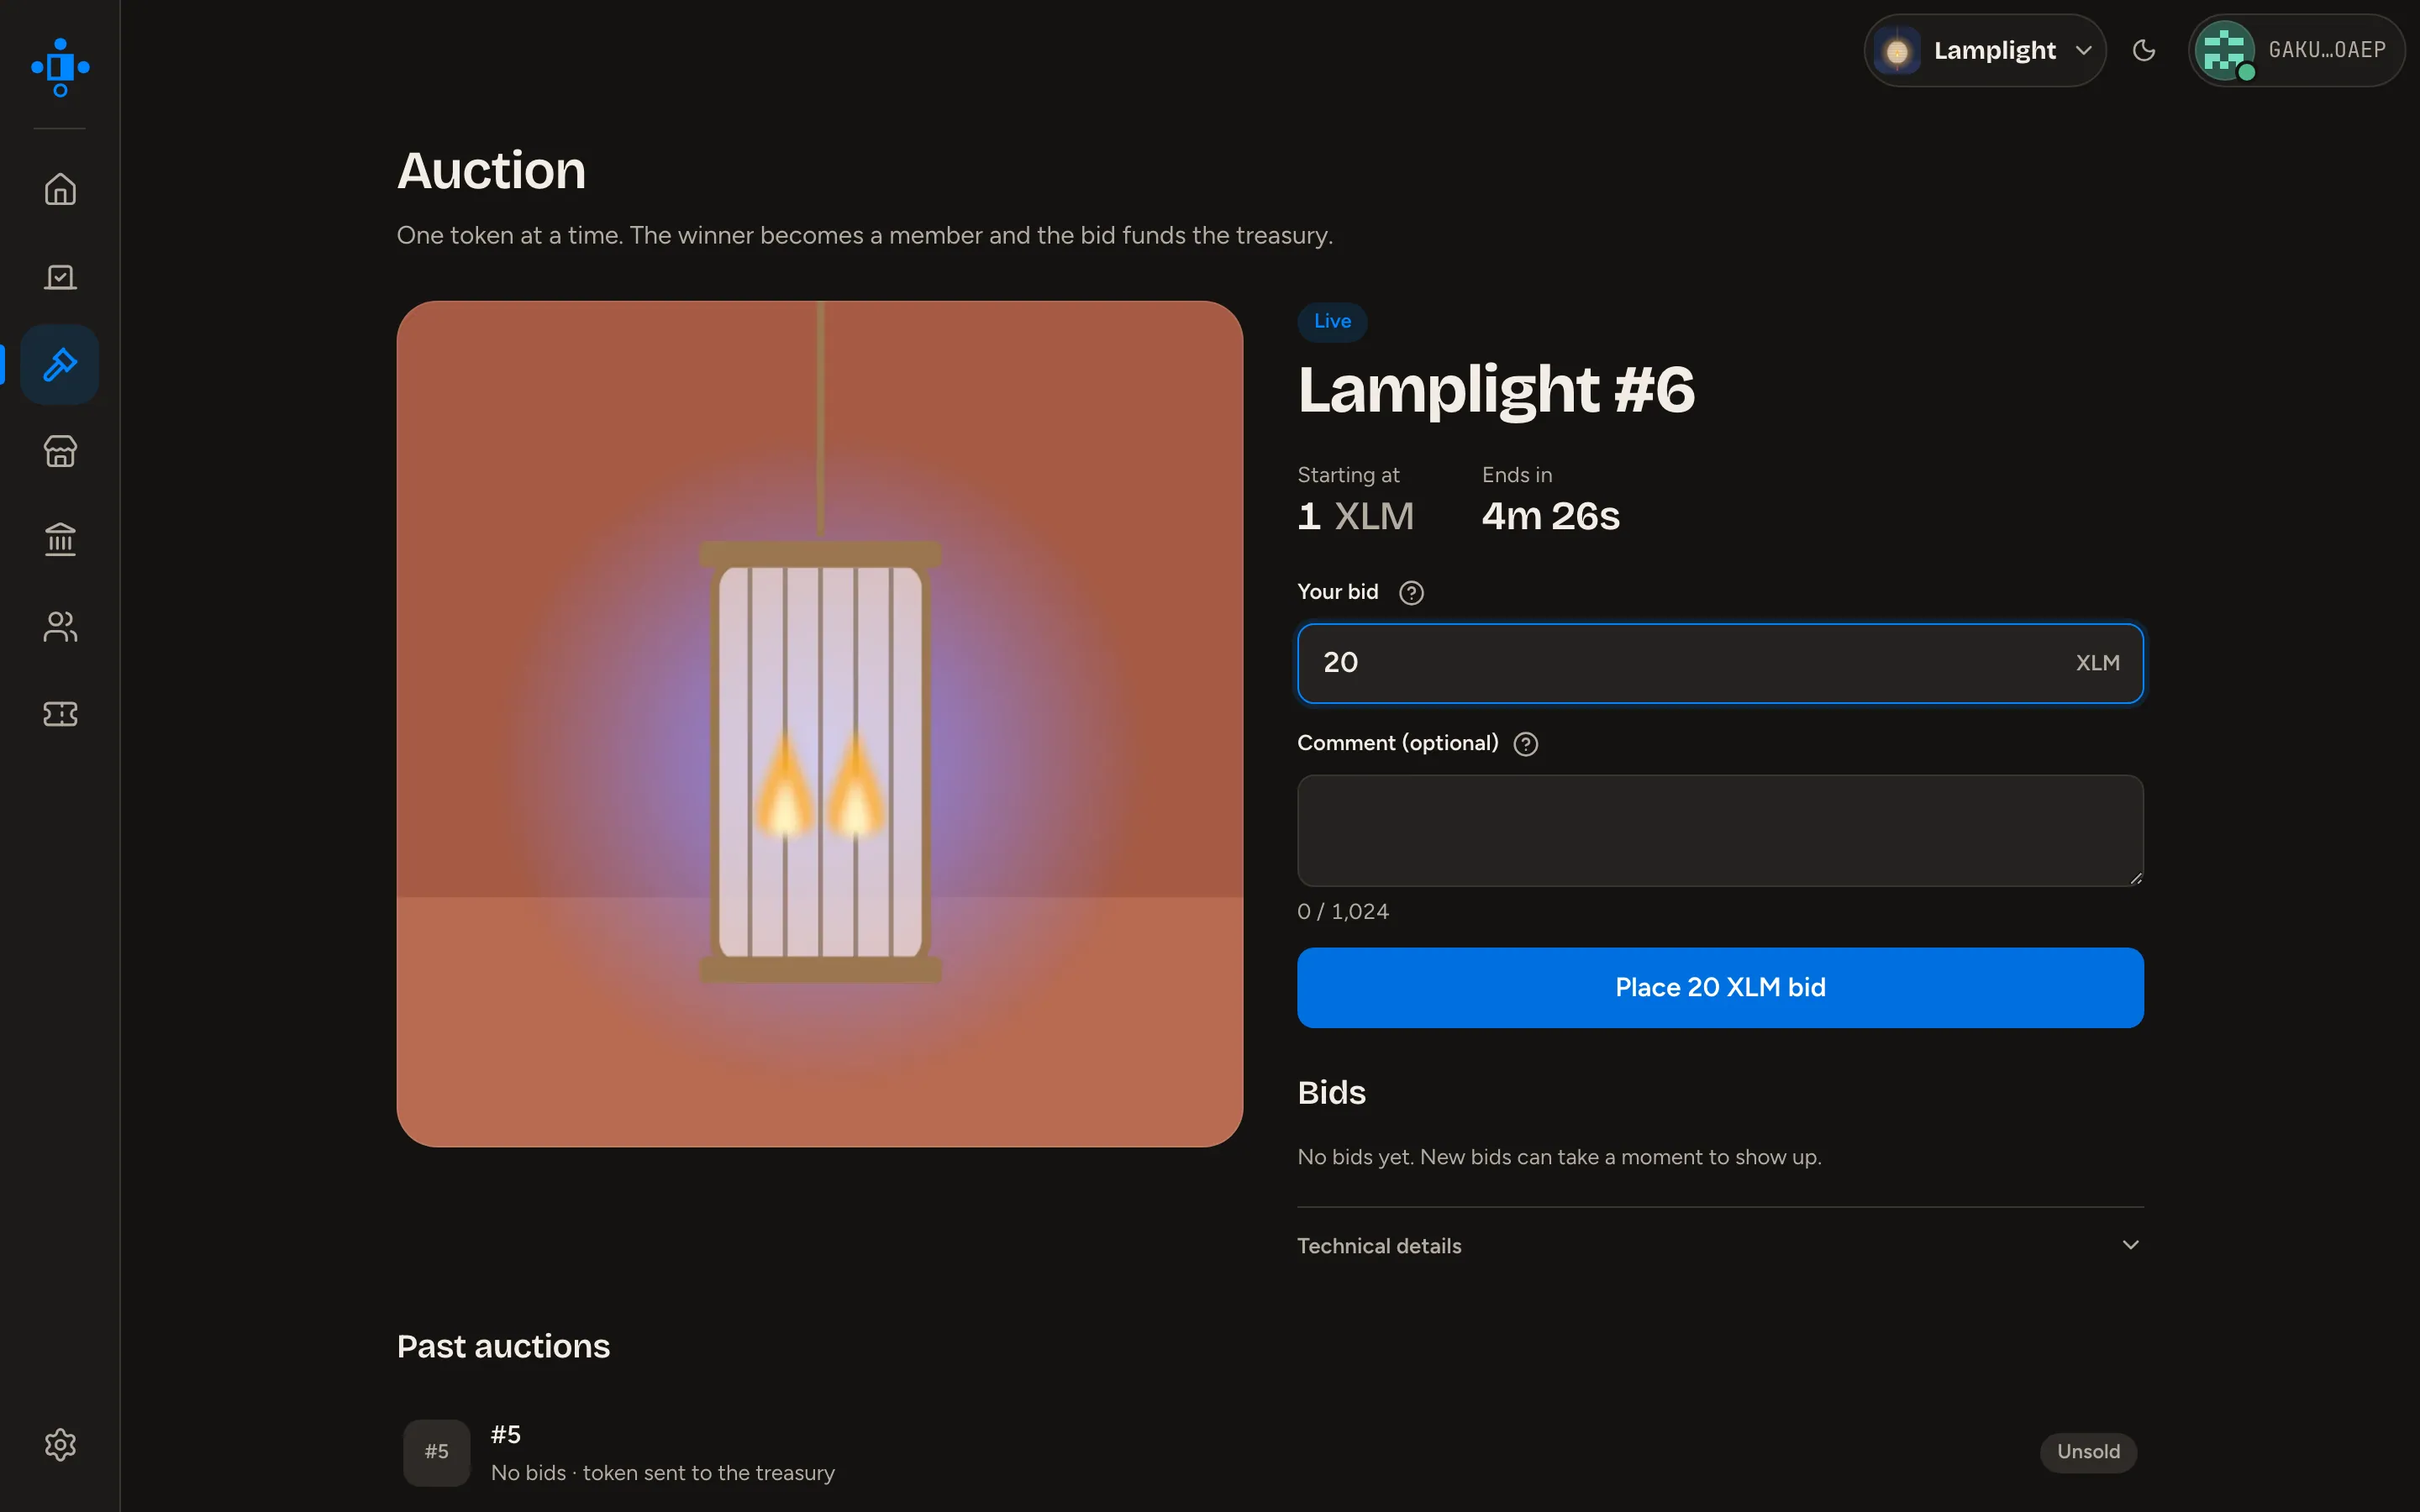 Lamplight
GAKU...OAEP
Auction
One token at a time. The winner becomes a member and the bid funds the treasury.
Live
Lamplight #6
Starting at
Ends in
1 XLM
4m 26s
Your bid
20
XLM
Comment (optional)
0 / 1,024
Place 20 XLM bid
Bids
No bids yet. New bids can take a moment to show up.
Technical details
Past auctions
#5
#5
No bids · token sent to the treasury
Unsold